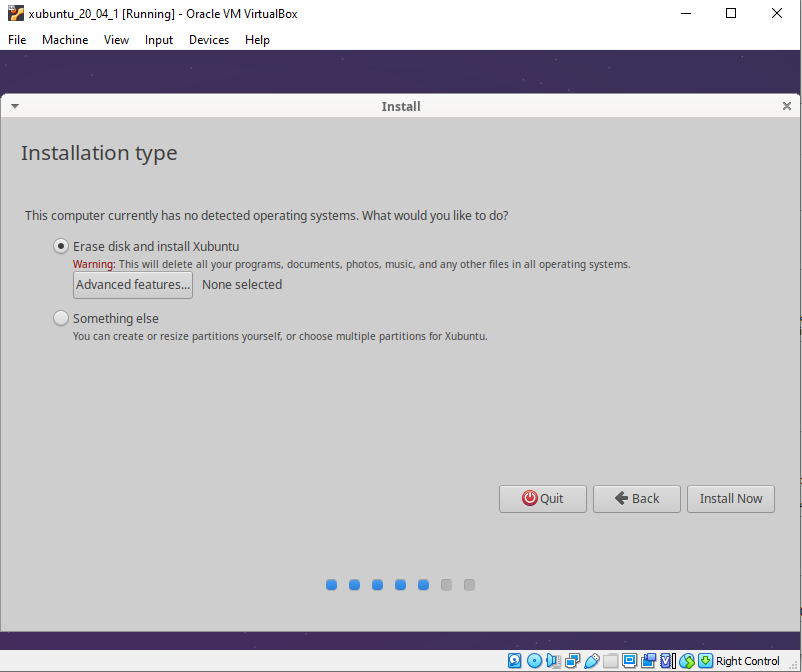 xubuntu_20_04_1 [Running] - Oracle VM VirtualBox
File Machine View Input Devices Help
Install
Installation type
This computer currently has no detected operating systems. What would you like to do?
Erase disk and install Xubuntu
Warning: This will delete all your programs, documents, photos, music, and any other files in all operating systems.
Advanced features... None selected
Something else
You can create or resize partitions yourself, or choose multiple partitions for Xubuntu.
Quit Back Install Now
Right Control